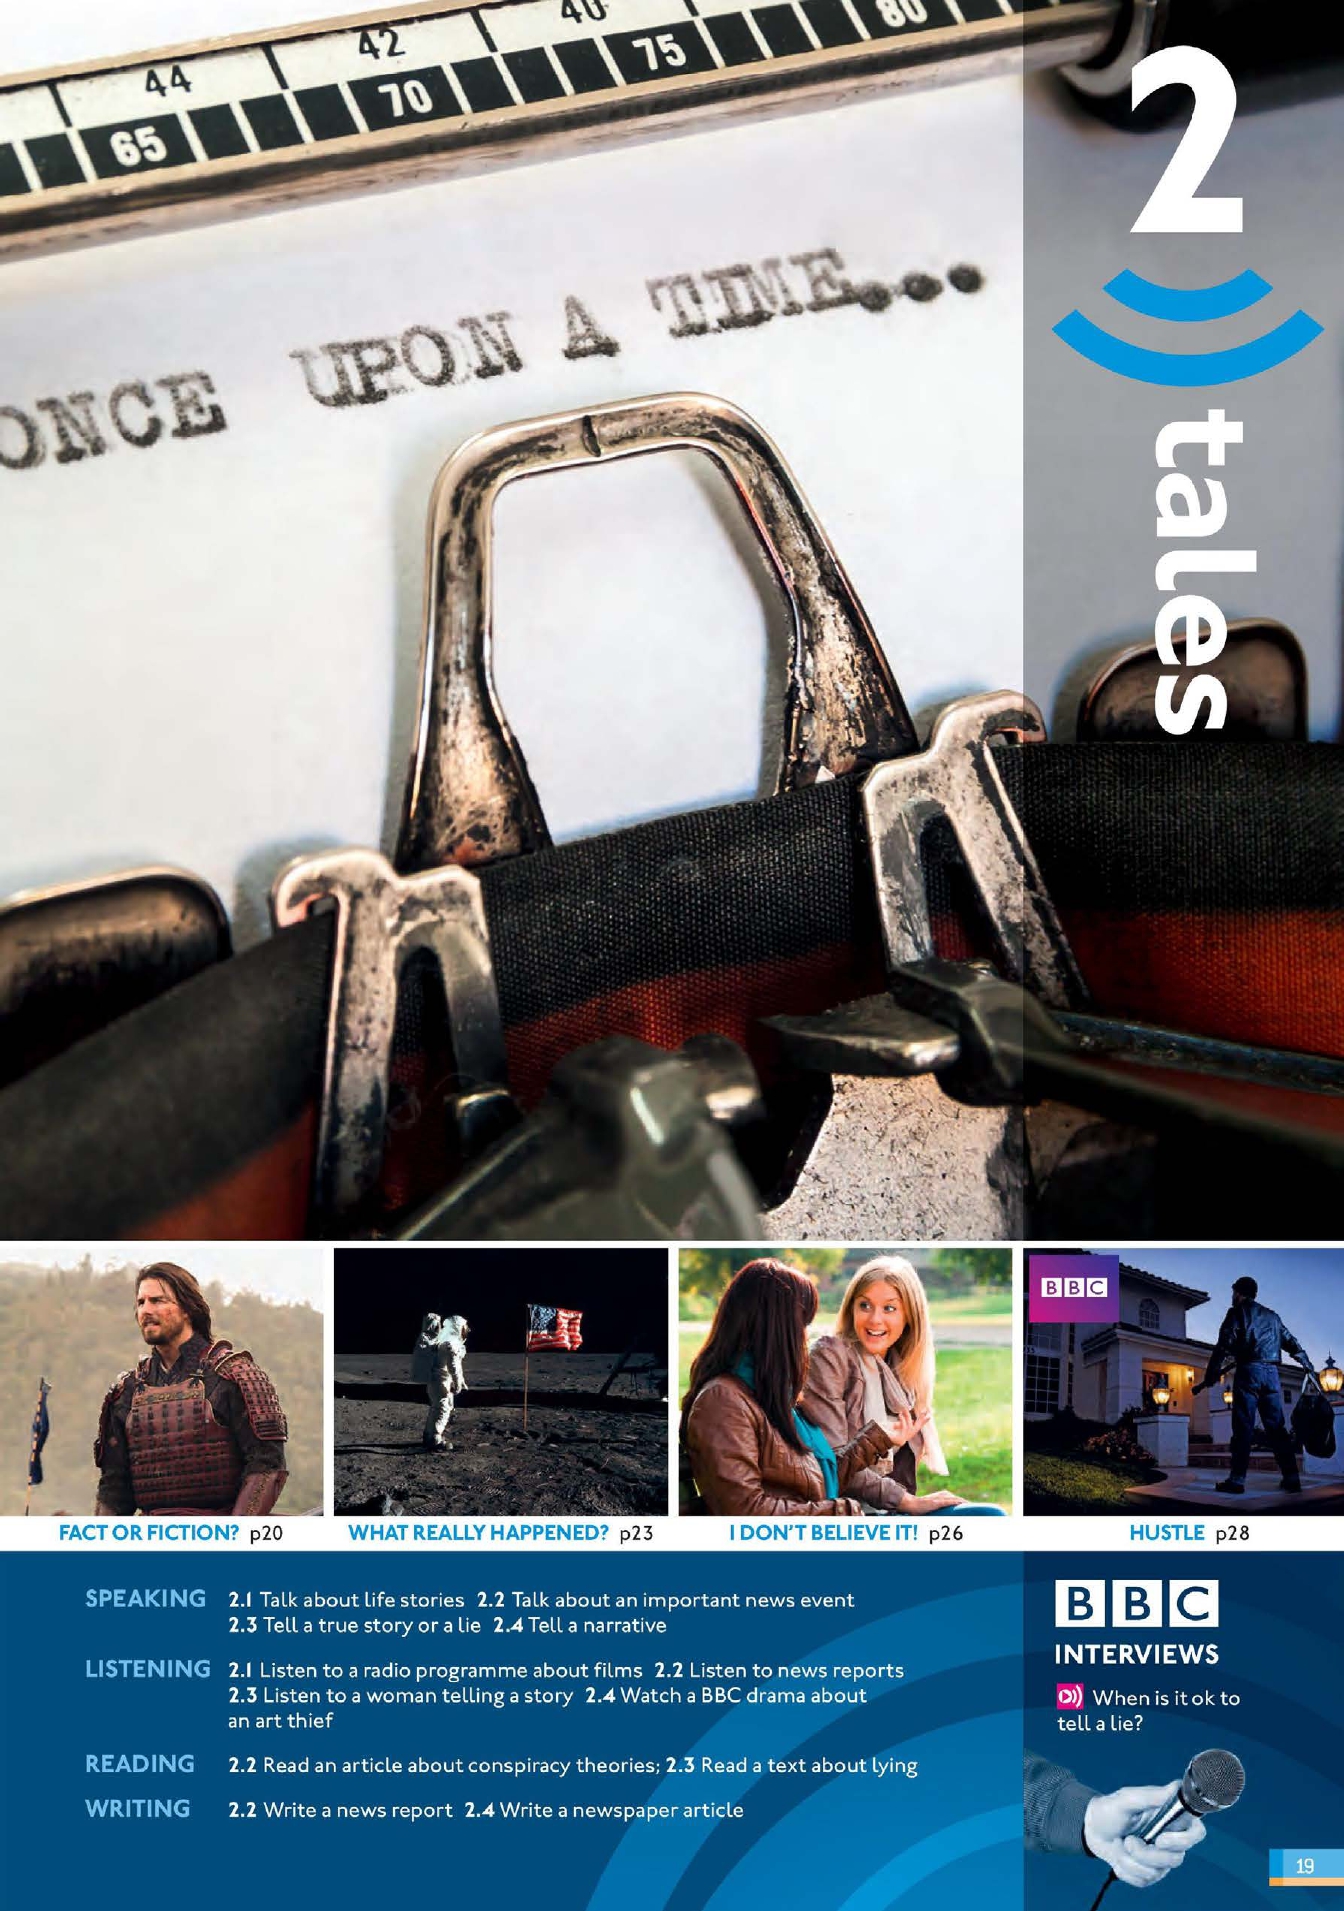 44 42 40
65 70 75 80
ONCE UPON A TIME...
2
tales
BBC
FACT OR FICTION? p20
WHAT REALLY HAPPENED? p23
I DON'T BELIEVE IT! p26
HUSTLE p28
SPEAKING 2.1 Talk about life stories 2.2 Talk about an important news event
2.3 Tell a true story or a lie 2.4 Tell a narrative
LISTENING 2.1 Listen to a radio programme about films 2.2 Listen to news reports
2.3 Listen to a woman telling a story 2.4 Watch a BBC drama about
an art thief
READING 2.2 Read an article about conspiracy theories; 2.3 Read a text about lying
WRITING 2.2 Write a news report 2.4 Write a newspaper article
BBC
INTERVIEWS
When is it ok to
tell a lie?
19